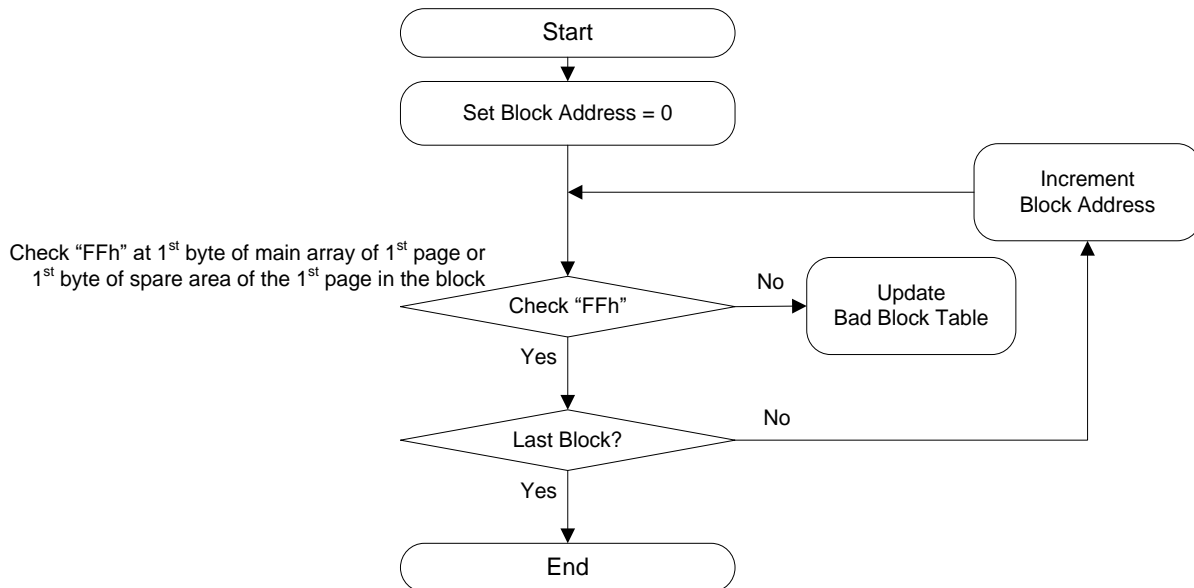 Start
Set Block Address = 0
Increment
Block Address
Check “FFh” at 1st byte of main array of 1st page or
1st byte of spare area of the 1st page in the block
Check “FFh”
No
Update
Bad Block Table
Yes
Last Block?
No
Yes
End